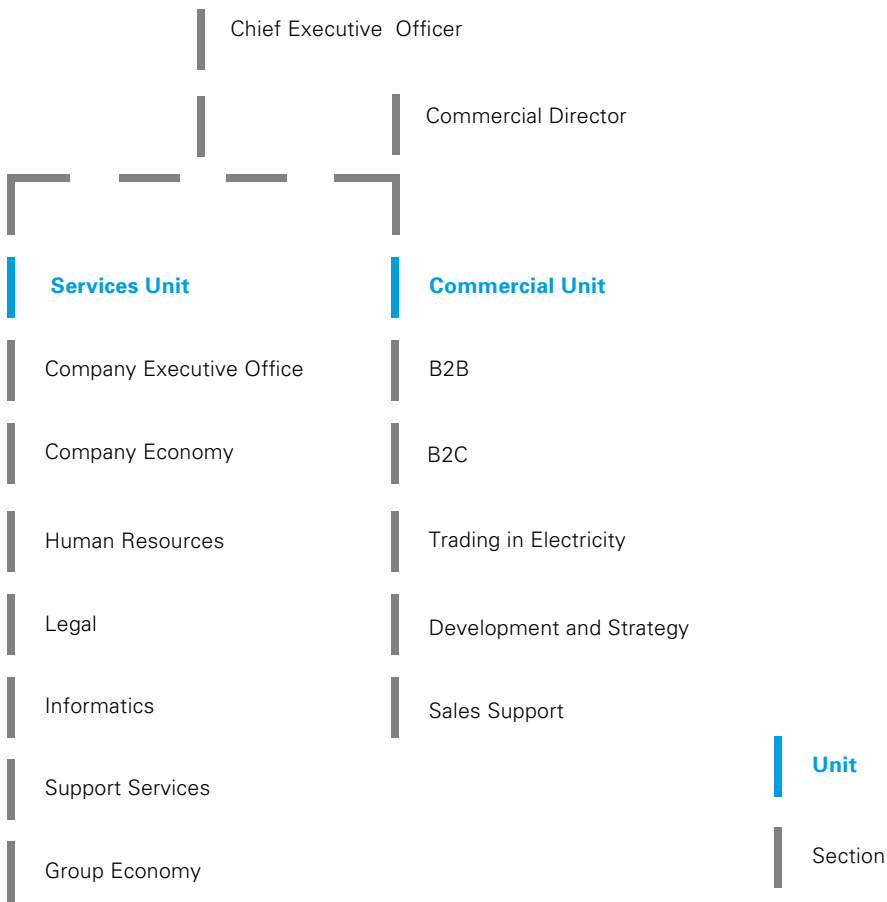 Chief Executive Officer
Commercial Director
Services Unit
Company Executive Office
Company Economy
Human Resources
Legal
Informatics
Support Services
Group Economy
Commercial Unit
B2B
B2C
Trading in Electricity
Development and Strategy
Sales Support
Unit
Section